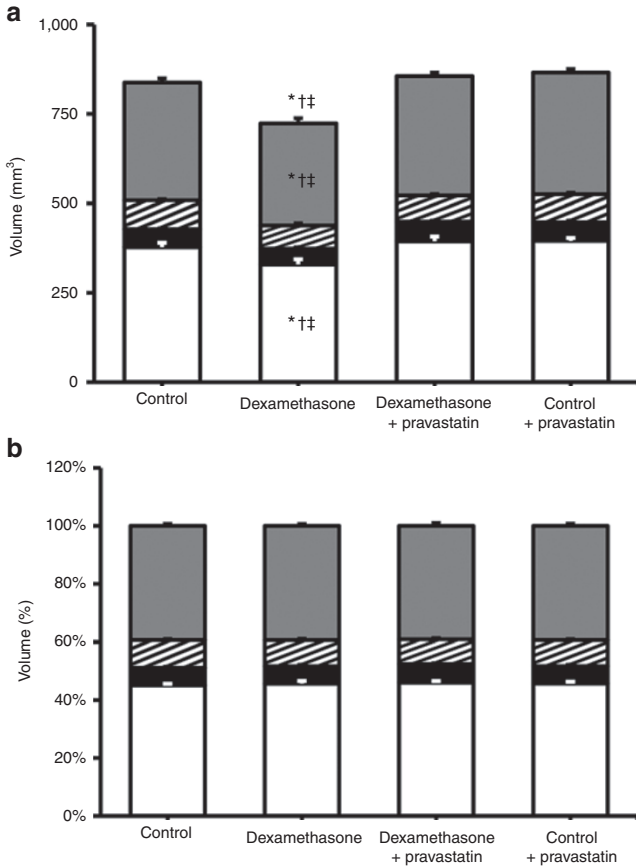 a
1,000
750
500
250
0
Volume (mm³)
*†‡
*†‡
*†‡
Control
Dexamethasone
Dexamethasone
+ pravastatin
Control
+ pravastatin
b
120%
100%
80%
60%
40%
20%
0%
Volume (%)
Control
Dexamethasone
Dexamethasone
+ pravastatin
Control
+ pravastatin